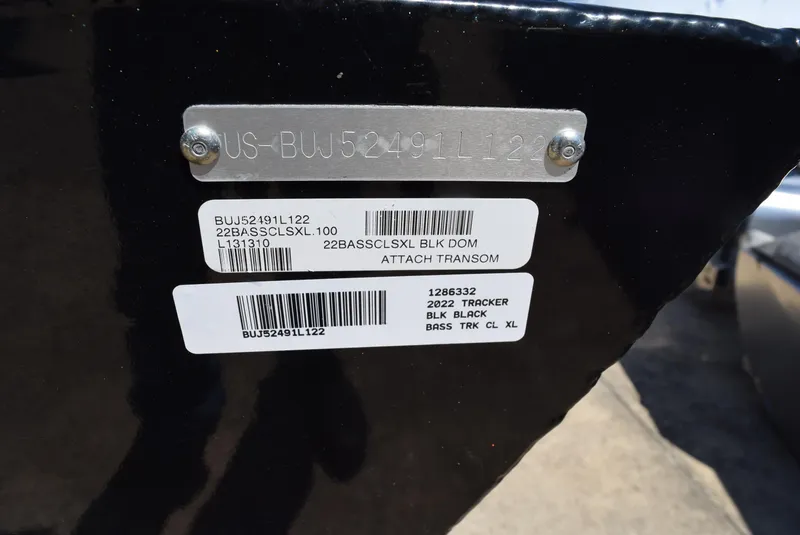 US-BUJ52491L122
BUJ52491L122
22BASSCLSXL.100
L131310
22BASSCLSXL BLK DOM
ATTACH TRANSOM
BUJ52491L122
1286332
2022 TRACKER
BLK BLACK
BASS TRK CL XL